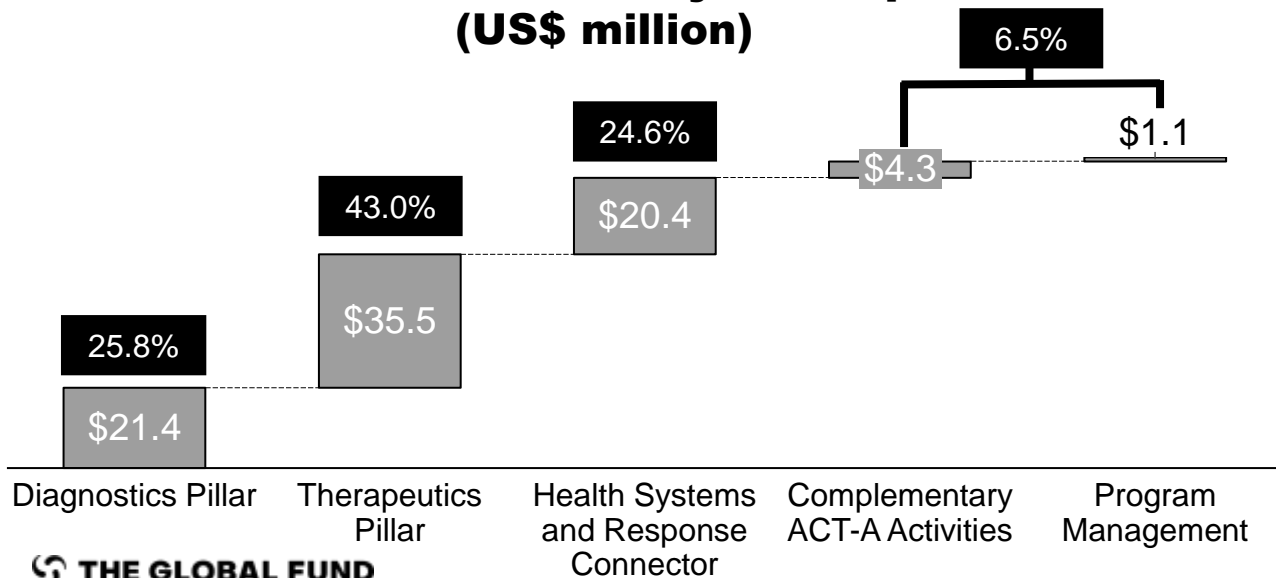 (US$ million)
6.5%
24.6%
$1.1
$4.3
43.0%
$20.4
$35.5
25.8%
$21.4
Diagnostics Pillar
Therapeutics
Pillar
Health Systems
and Response
Connector
Complementary
ACT-A Activities
Program
Management
THE GLOBAL FUND